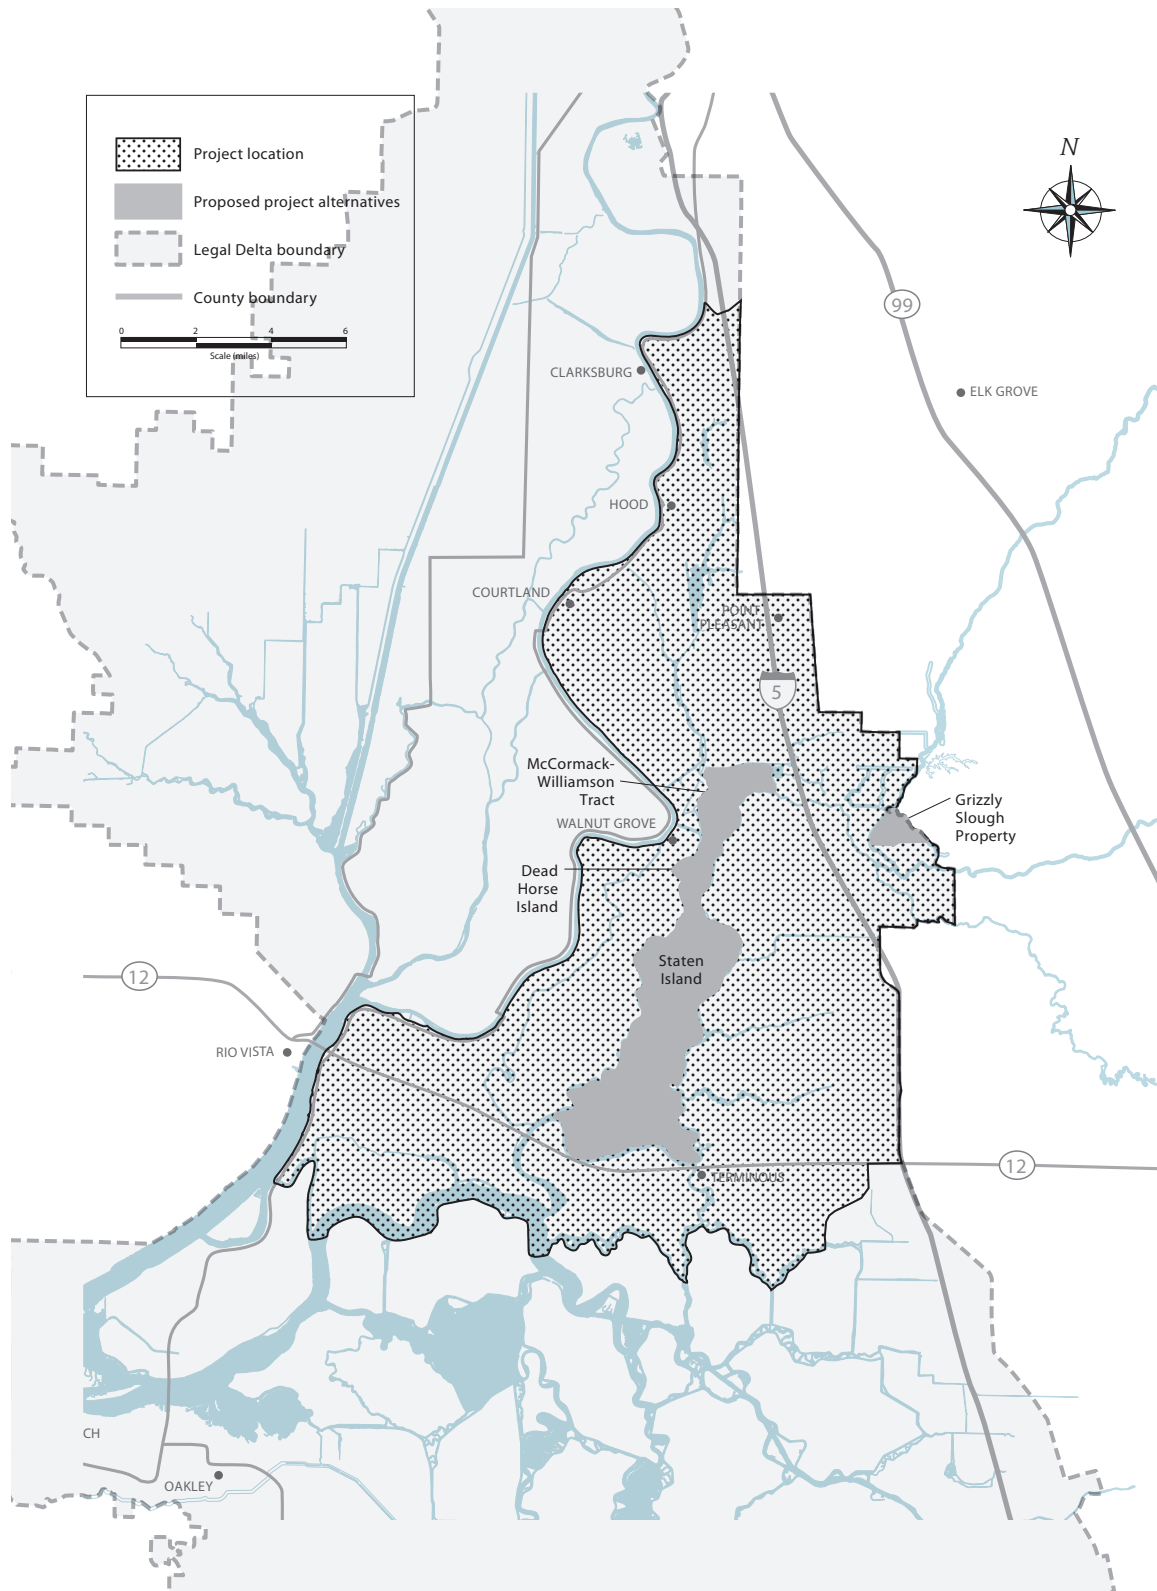 Project location
Proposed project alternatives
Legal Delta boundary
County boundary
0 2 4 6
Scale (miles)
N
99
CLARKSBURG
ELK GROVE
HOOD
COURTLAND
POINT
PLEASANT
5
McCormack-
Williamson
Tract
WALNUT GROVE
Grizzly
Slough
Property
Dead
Horse
Island
Staten
Island
12
RIO VISTA
12
TERMINOUS
CH
OAKLEY